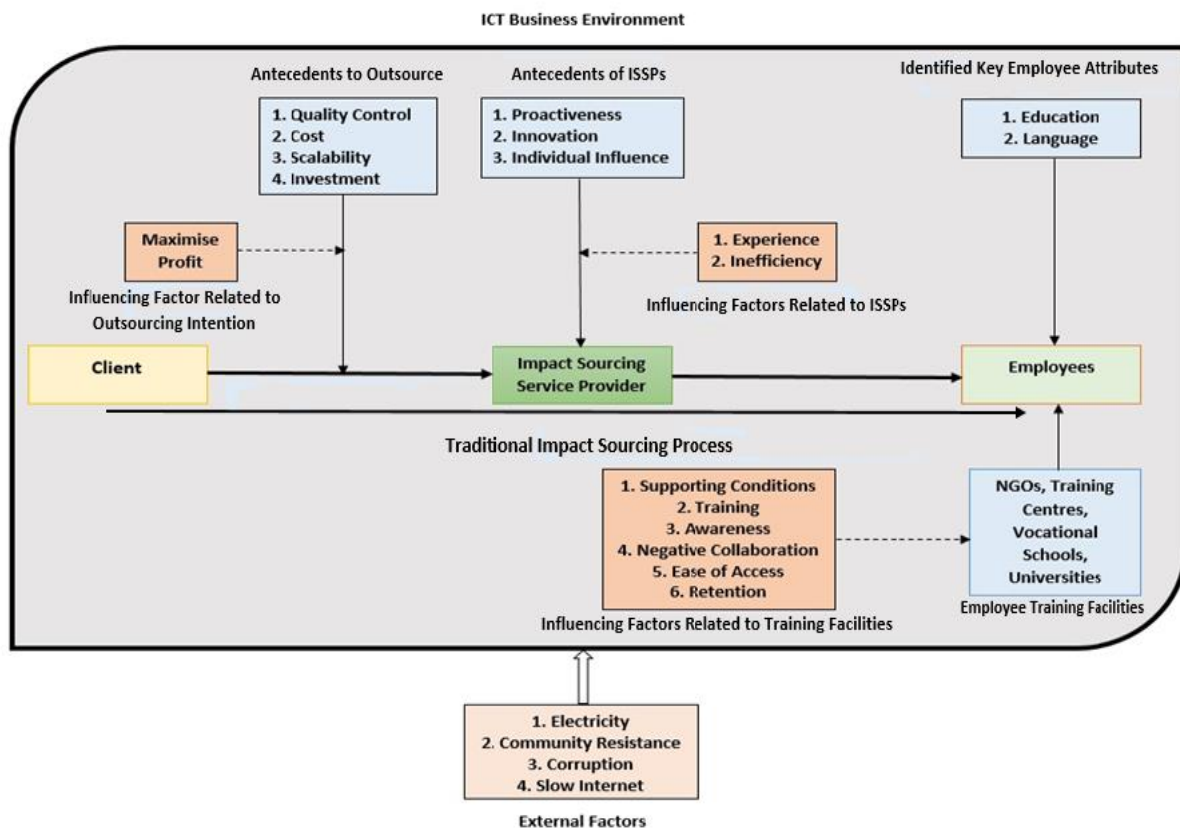 ICT Business Environment
Antecedents to Outsource
1. Quality Control
2. Cost
3. Scalability
4. Investment
Antecedents of ISSPs
1. Proactiveness
2. Innovation
3. Individual Influence
Identified Key Employee Attributes
1. Education
2. Language
Maximise
Profit
Influencing Factor Related to
Outsourcing Intention
1. Experience
2. Inefficiency
Influencing Factors Related to ISSPs
Client
Impact Sourcing
Service Provider
Employees
Traditional Impact Sourcing Process
1. Supporting Conditions
2. Training
3. Awareness
4. Negative Collaboration
5. Ease of Access
6. Retention
Influencing Factors Related to Training Facilities
NGOs, Training
Centres,
Vocational
Schools,
Universities
Employee Training Facilities
1. Electricity
2. Community Resistance
3. Corruption
4. Slow Internet
External Factors